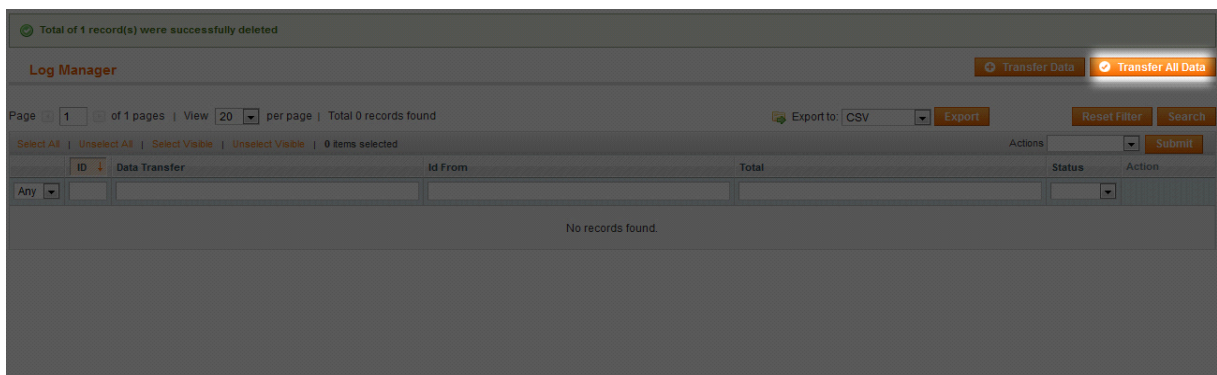 Total of 1 record(s) were successfully deleted
Log Manager Transfer Data Transfer All Data
Page 1 of 1 pages | View 20 per page | Total 0 records found Export to: CSV Export Reset Filter Search
Select All | Unselect All | Select Visible | Unselect Visible | 0 items selected Actions Submit
ID Data Transfer Id From Total Status Action
Any
No records found.